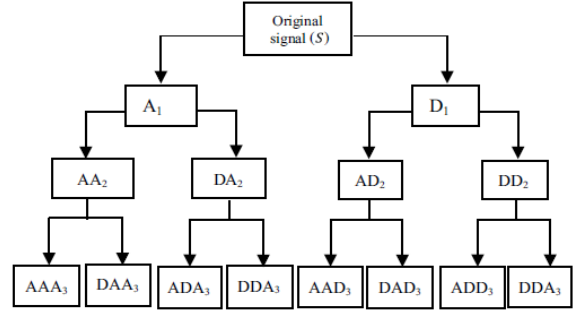 Original
signal (S)
A1
D1
AA2
DA2
AD2
DD2
AAA3
DAA3
ADA3
DDA3
AAD3
DAD3
ADD3
DDA3